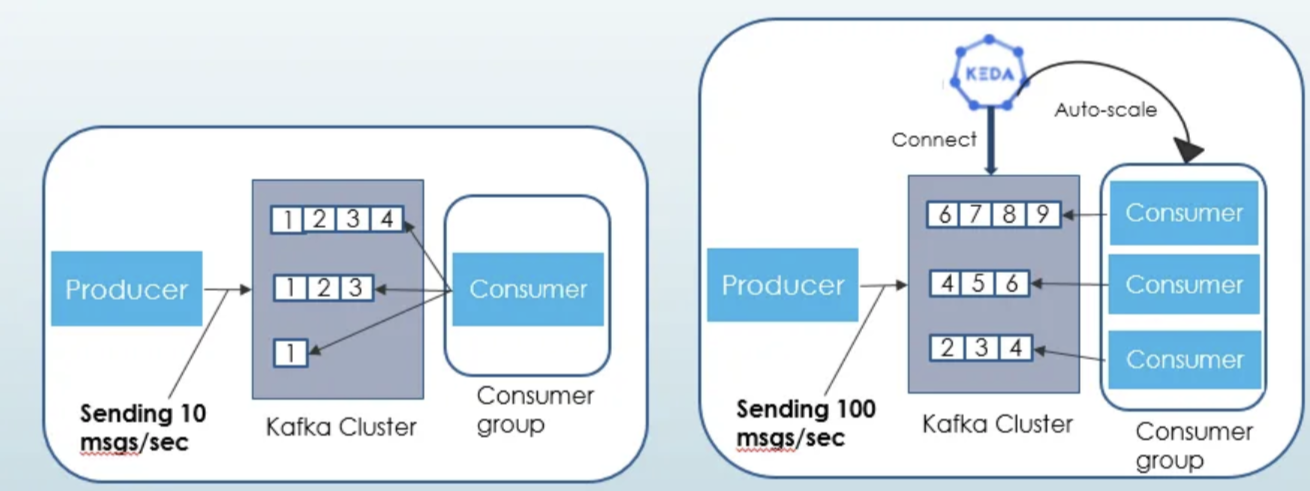 Producer
Sending 10
msgs/sec
1 2 3 4
1 2 3
1
Kafka Cluster
Consumer
Consumer
group
KEDA
Auto-scale
Connect
Producer
Sending 100
msgs/sec
6 7 8 9
4 5 6
2 3 4
Kafka Cluster
Consumer
Consumer
Consumer
Consumer
group